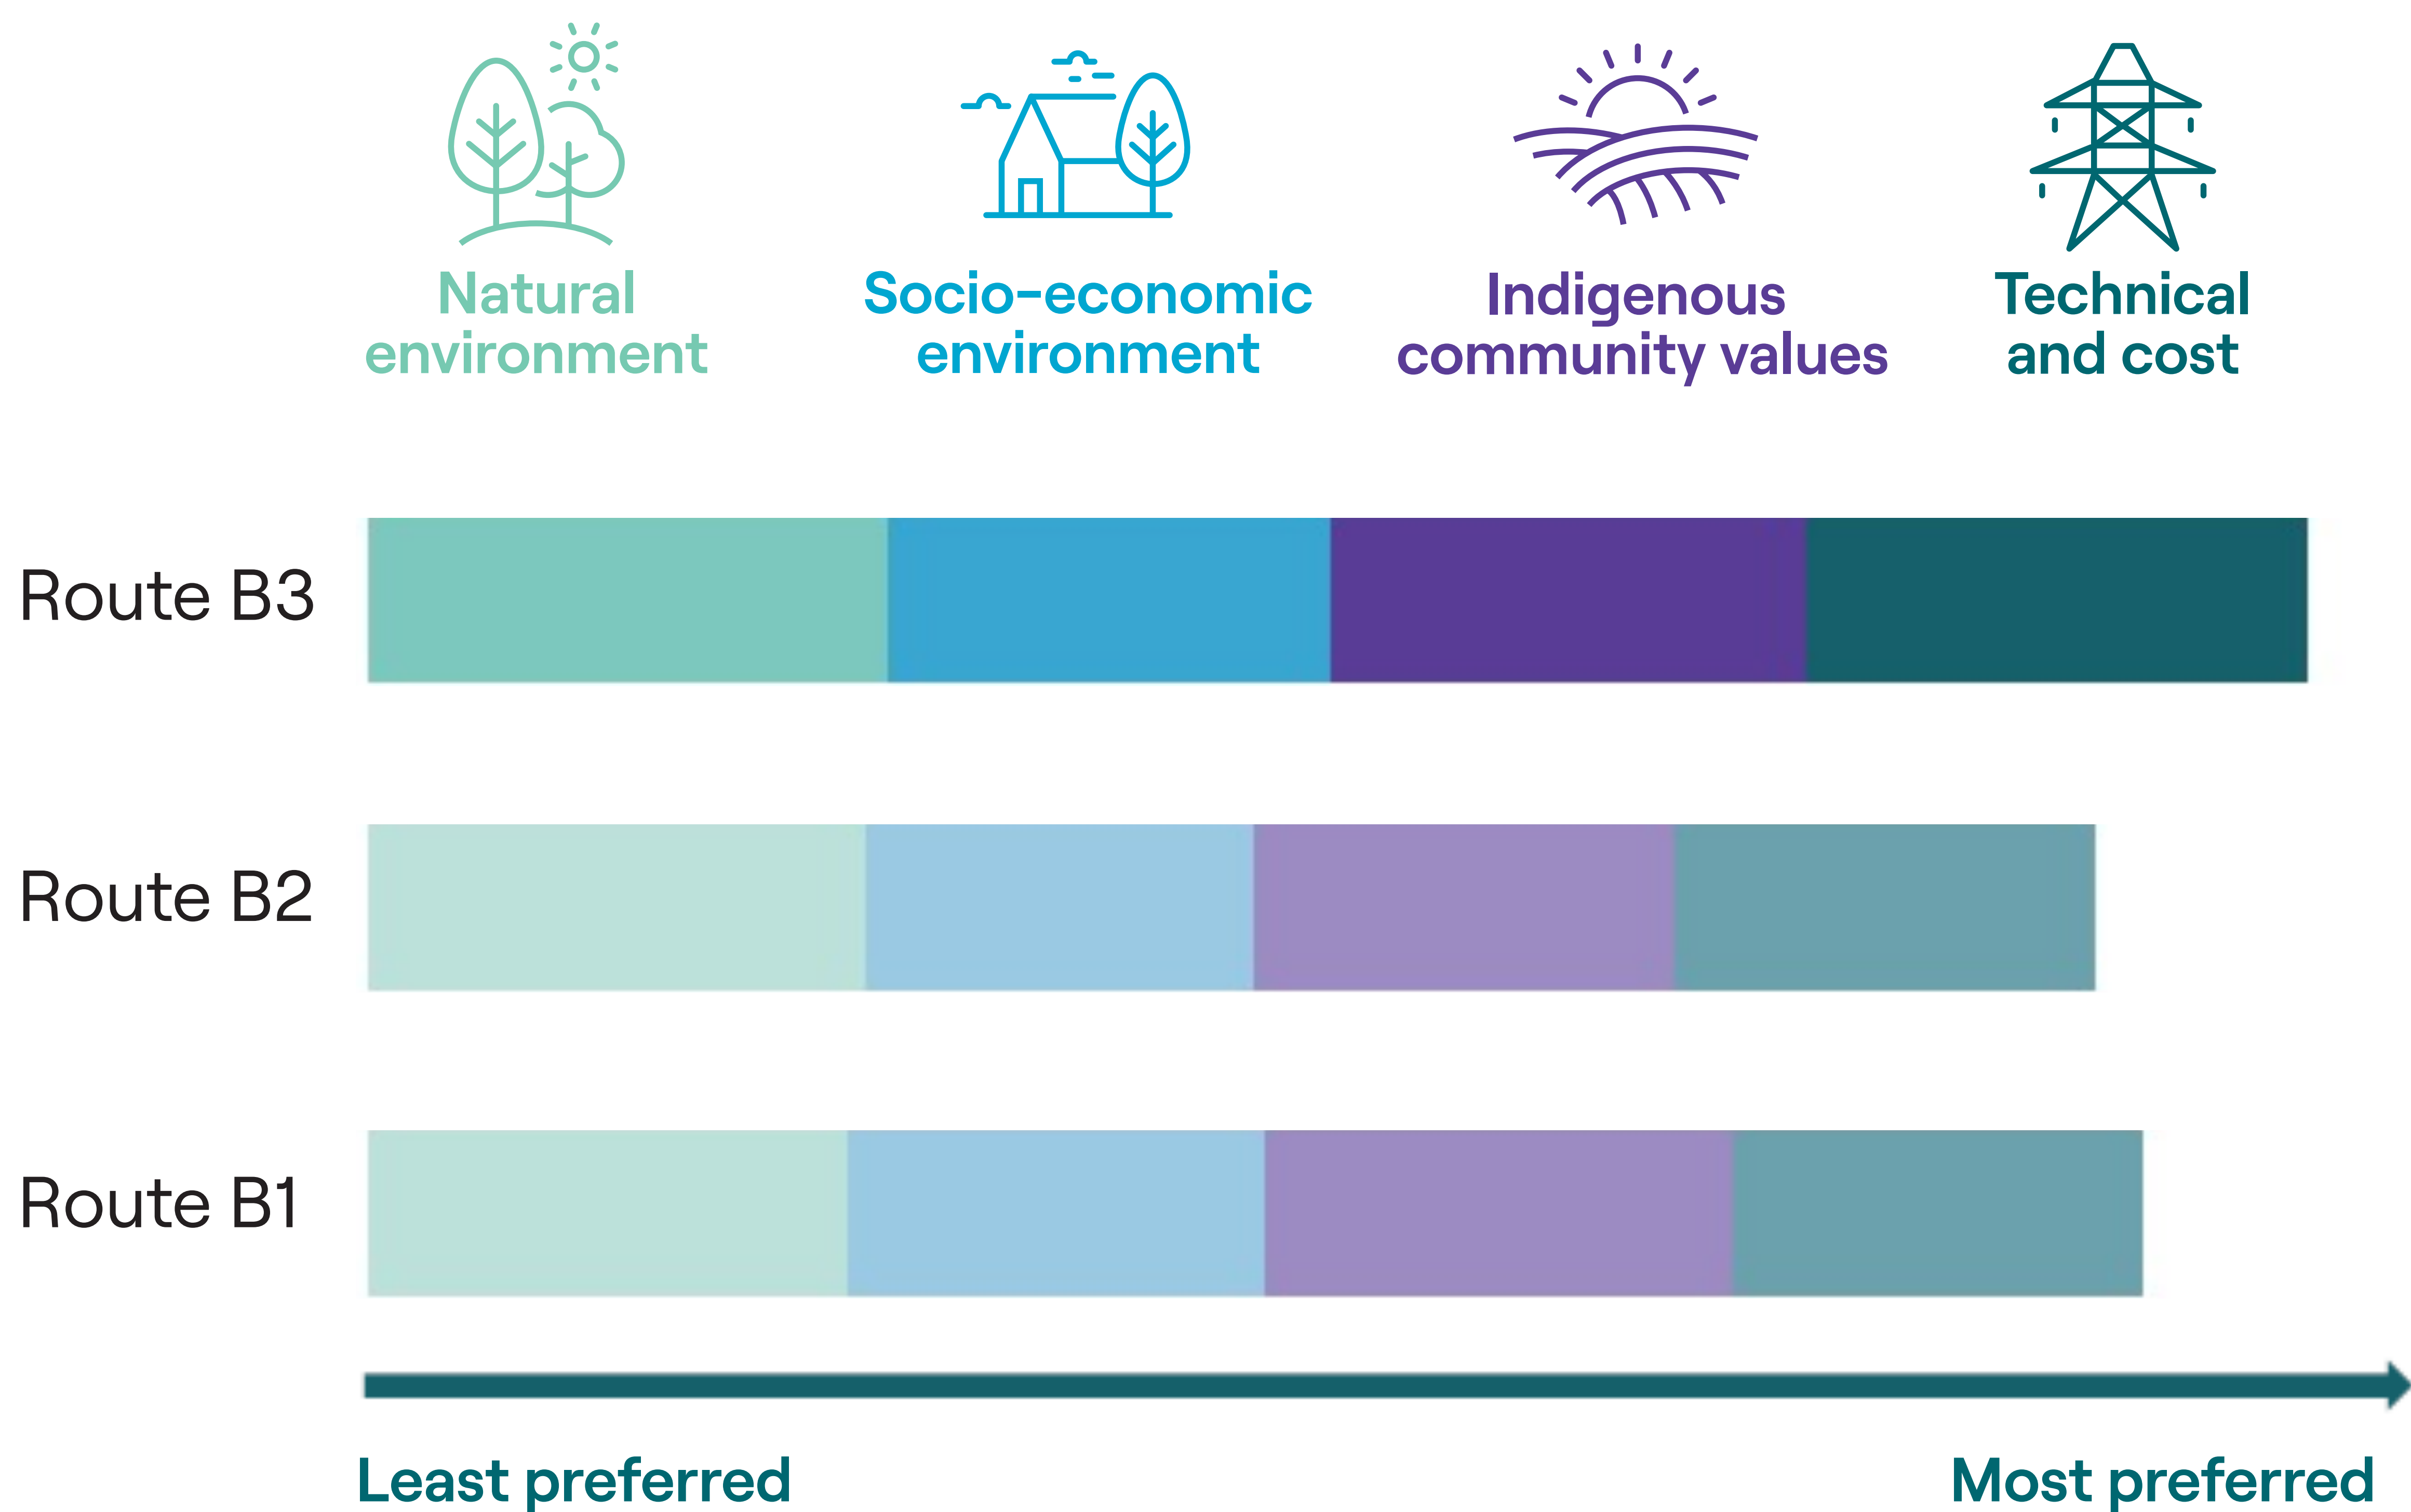 Natural
environment
Socio-economic
environment
Indigenous
community values
Technical
and cost
Route B3
Route B2
Route B1
Least preferred
Most preferred